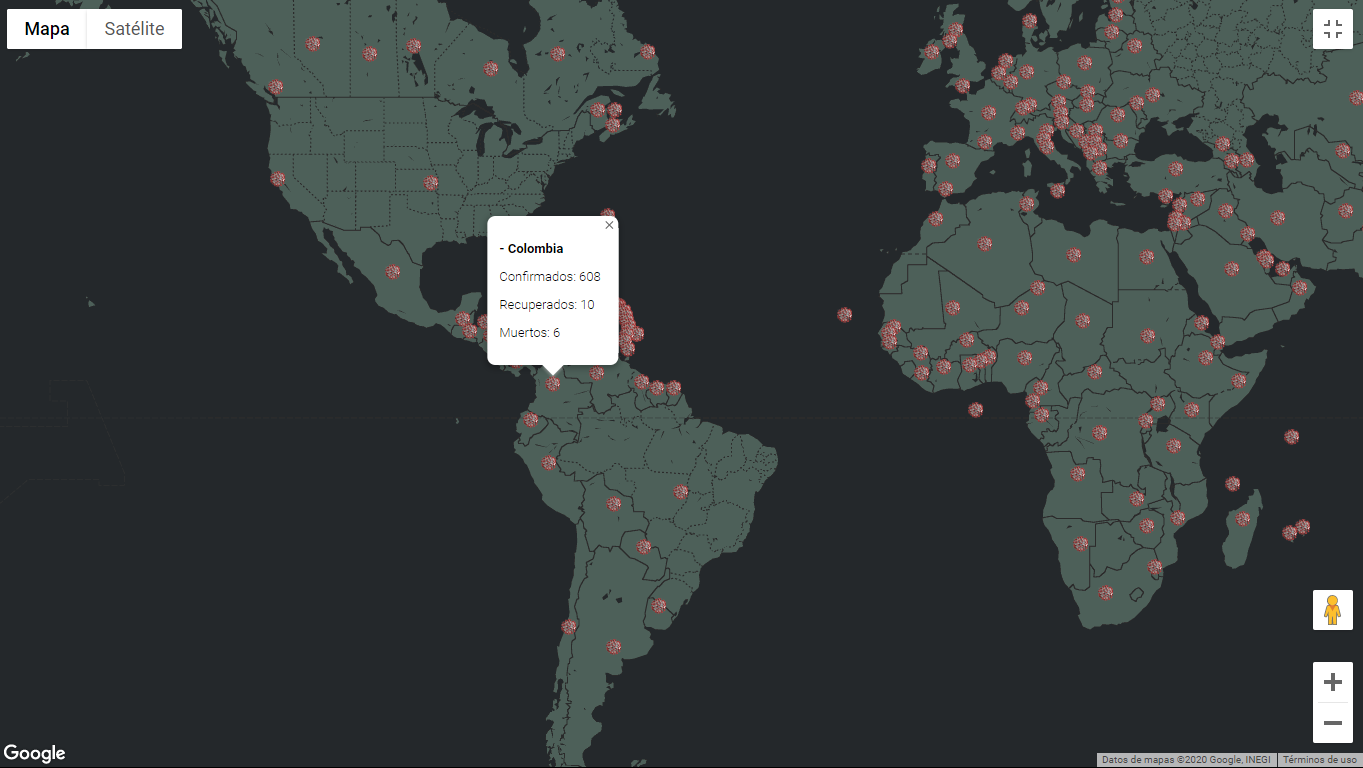 Mapa
Satélite
- Colombia
Confirmados: 608
Recuperados: 10
Muertos: 6
Google
Datos de mapas ©2020 Google, INEGI
Términos de uso